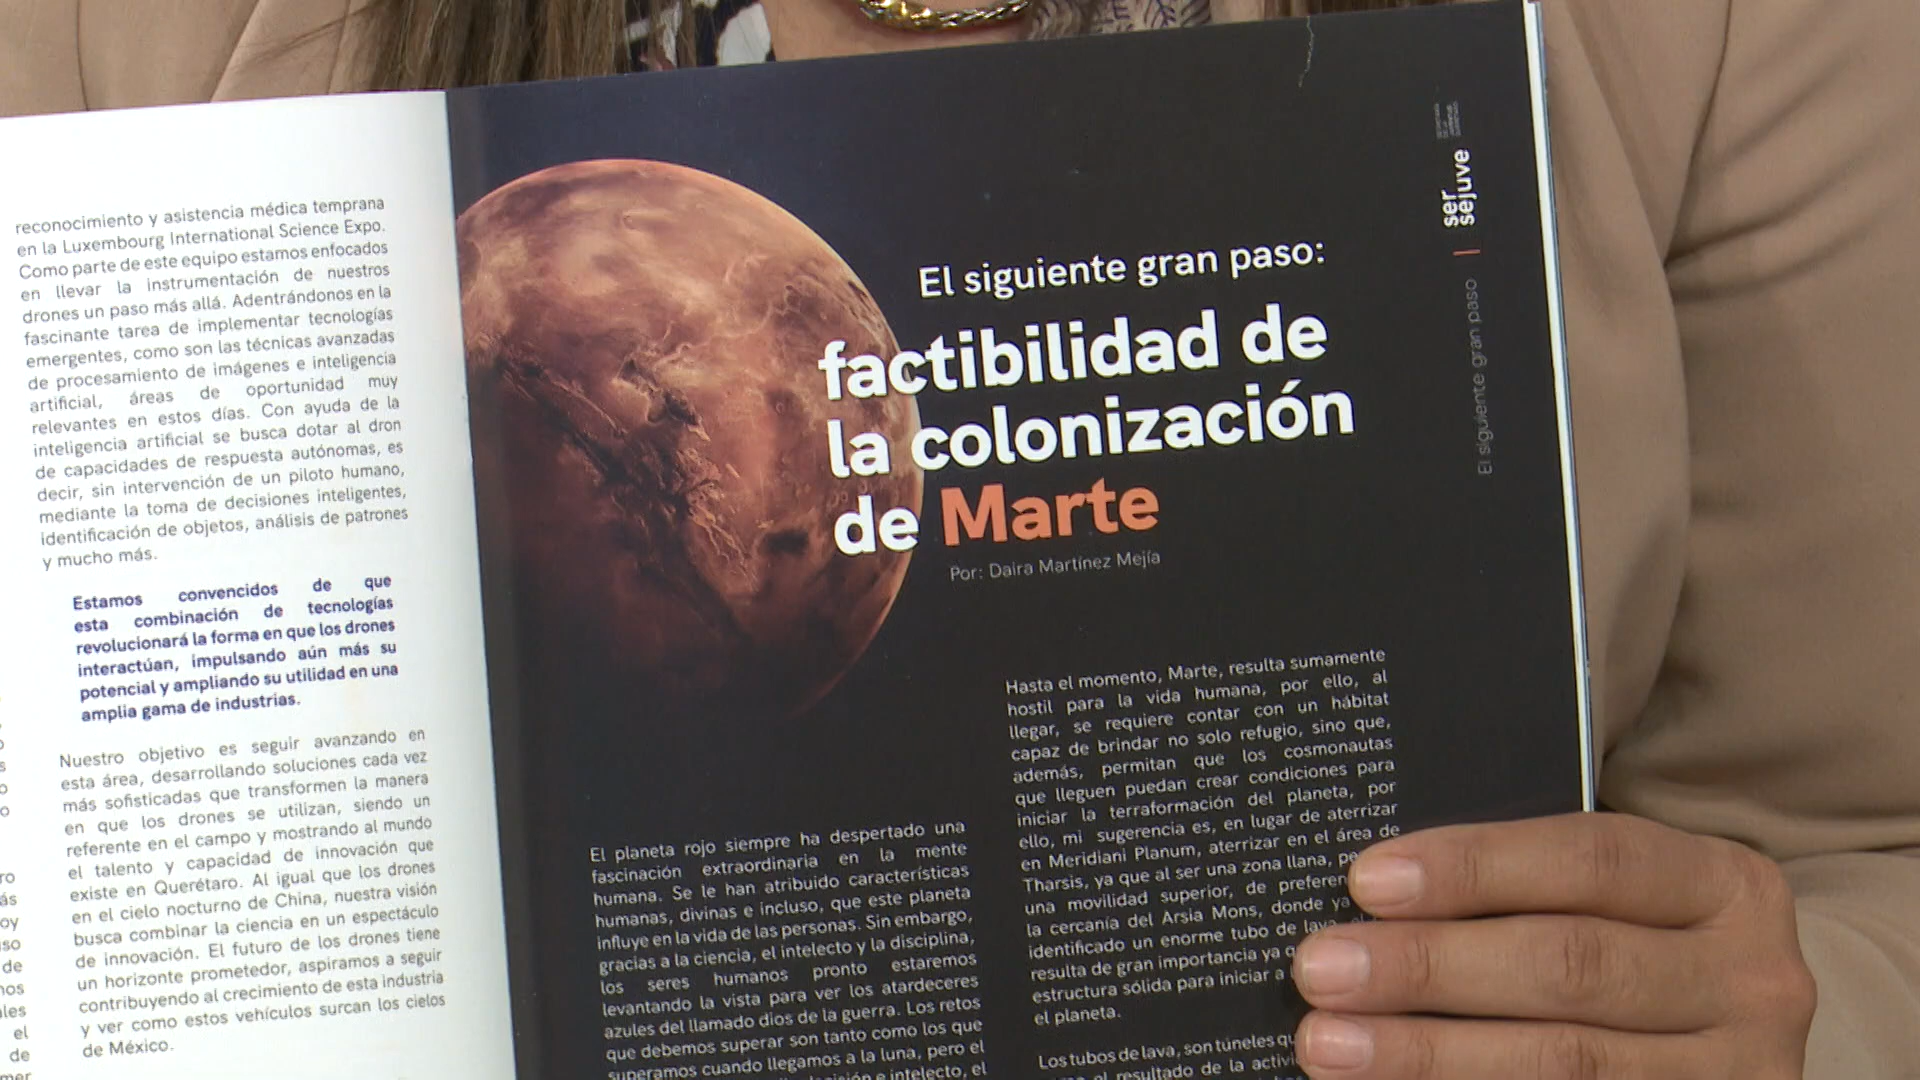 reconocimiento y asistencia médica temprana
en la Luxembourg International Science Expo.
Como parte de este equipo estamos enfocados
en llevar la instrumentación de nuestros
drones un paso más allá. Adentrándonos en la
fascinante tarea de implementar tecnologías
emergentes, como son las técnicas avanzadas
de procesamiento de imágenes e inteligencia
artificial, áreas de oportunidad muy
relevantes en estos días. Con ayuda de la
inteligencia artificial se busca dotar al dron
de capacidades de respuesta autónomas, es
decir, sin intervención de un piloto humano,
mediante la toma de decisiones inteligentes,
identificación de objetos, análisis de patrones
y mucho más.
Estamos convencidos de que
esta combinación de tecnologías
revolucionará la forma en que los drones
interactúan, impulsando aún más su
potencial y ampliando su utilidad en una
amplia gama de industrias.
Nuestro objetivo es seguir avanzando en
esta área, desarrollando soluciones cada vez
más sofisticadas que transformen la manera
en que los drones se utilizan, siendo un
referente en el campo y mostrando al mundo
el talento y capacidad de innovación que
existe en Querétaro. Al igual que los drones
en el cielo nocturno de China, nuestra visión
busca combinar la ciencia en un espectáculo
de innovación. El futuro de los drones tiene
un horizonte prometedor, aspiramos a seguir
contribuyendo al crecimiento de esta industria
y ver como estos vehículos surcan los cielos
de México.
El siguiente gran paso:
factibilidad de
la colonización
de Marte
Por: Daira Martínez Mejía
El planeta rojo siempre ha despertado una
fascinación extraordinaria en la mente
humana. Se le han atribuido características
humanas, divinas e incluso, que este planeta
influye en la vida de las personas. Sin embargo,
gracias a la ciencia, el intelecto y la disciplina,
los seres humanos pronto estaremos
levantando la vista para ver los atardeceres
azules del llamado dios de la guerra. Los retos
que debemos superar son tanto como los que
superamos cuando llegamos a la luna, pero el
e intelecto, el
Hasta el momento, Marte, resulta sumamente
hostil para la vida humana, por ello, al
llegar, se requiere contar con un hábitat
capaz de brindar no solo refugio, sino que,
además, permitan que los cosmonautas
que lleguen puedan crear condiciones para
iniciar la terraformación del planeta, por
ello, mi sugerencia es, en lugar de aterrizar
en Meridiani Planum, aterrizar en el área de
Tharsis, ya que al ser una zona llana,
una movilidad superior, de
la cercanía del Arsia Mons, donde ya
identificado un enorme tubo de
resulta de gran importancia ya
estructura sólida para iniciar a
el planeta.
Los tubos de lava, son túneles
el resultado de la
ser
sejuve
El siguiente gran paso